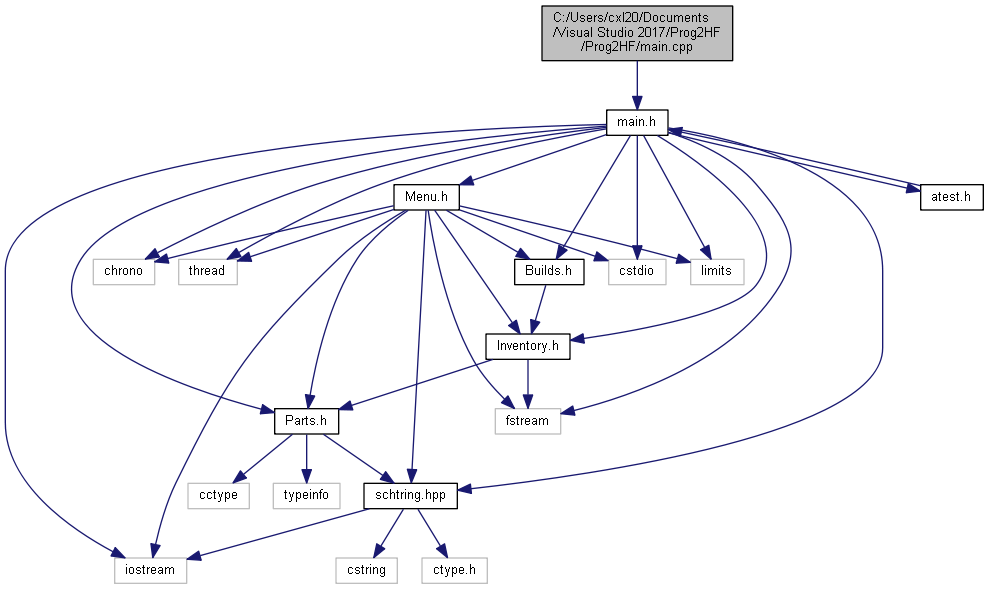 C:/Users/cxl20/Documents
/Visual Studio 2017/Prog2HF
/Prog2HF/main.cpp
main.h
Menu.h
atest.h
chrono
thread
Builds.h
cstdio
limits
Inventory.h
Parts.h
fstream
cctype
typeinfo
schtring.hpp
iostream
cstring
ctype.h